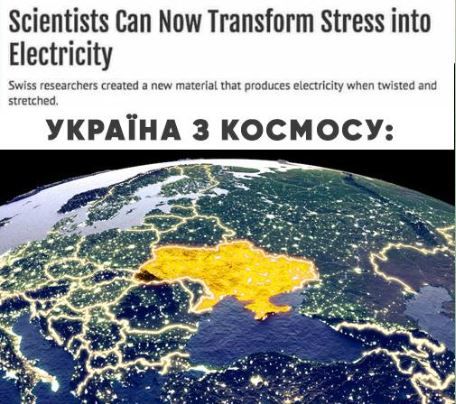 Scientists Can Now Transform Stress into
Electricity
Swiss researchers created a new material that produces electricity when twisted and
stretched.
УКРАЇНА З КОСМОСУ: